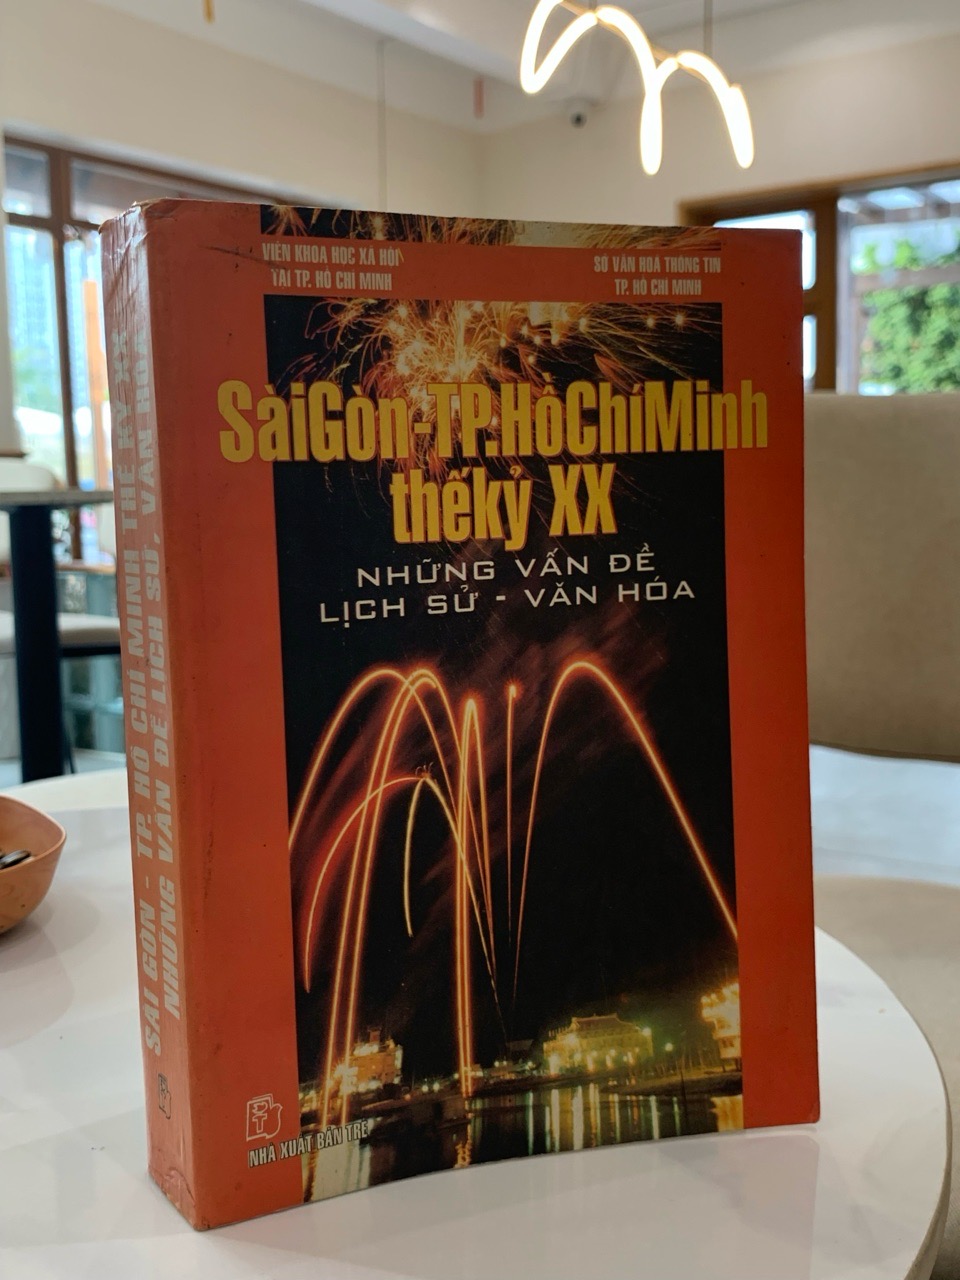 VIỆN KHOA HỌC XÃ HỘI
TẠI TP. HỒ CHÍ MINH
SỞ VĂN HOÁ THÔNG TIN
TP. HỒ CHÍ MINH
SàiGòn-TP.HồChíMinh
thếkỷ XX
NHỮNG VẤN ĐỀ
LỊCH SỬ - VĂN HÓA
NHÀ XUẤT BẢN TRẺ
SÀI GÒN - TP. HỒ CHÍ MINH THẾ KỶ XX
NHỮNG VẤN ĐỀ LỊCH SỬ, VĂN HÓA